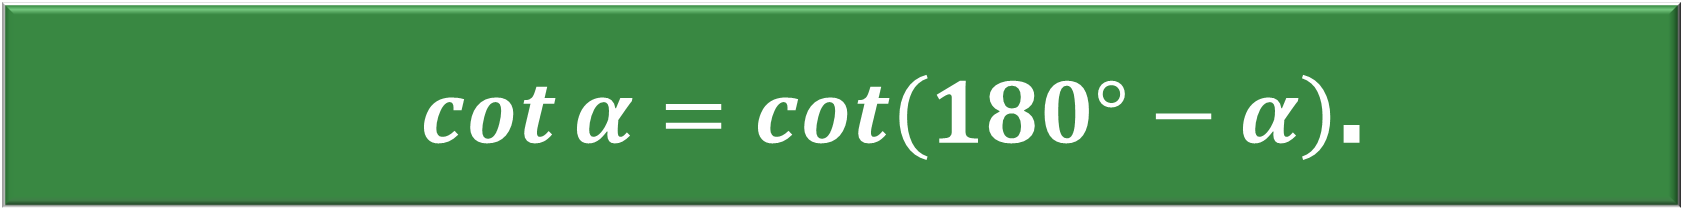 cot α = cot(180° − α).